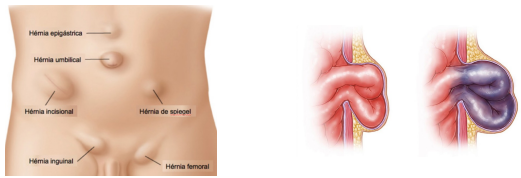 Hérnia epigástrica
Hérnia umbilical
Hérnia incisional
Hérnia de spiegel
Hérnia inguinal
Hérnia femoral